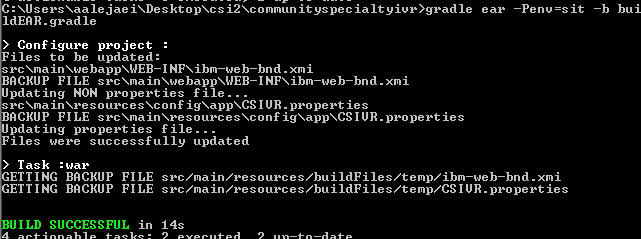 C:\Users\aalejaei\Desktop\csi2\communityspecialtyivr>gradle ear -Penv=sit -b bui
ldEAR.gradle
> Configure project :
Files to be updated:
src\main\webapp\WEB-INF\ibm-web-bnd.xmi
BACKUP FILE src\main\webapp\WEB-INF\ibm-web-bnd.xmi
Updating NON properties file...
src\main\resources\config\app\CSIVR.properties
BACKUP FILE src\main\resources\config\app\CSIVR.properties
Updating properties file...
Files were successfully updated
> Task :war
GETTING BACKUP FILE src/main/resources/buildFiles/temp/ibm-web-bnd.xmi
GETTING BACKUP FILE src/main/resources/buildFiles/temp/CSIVR.properties
BUILD SUCCESSFUL in 14s
4 actionable tasks: 2 executed, 2 up-to-date